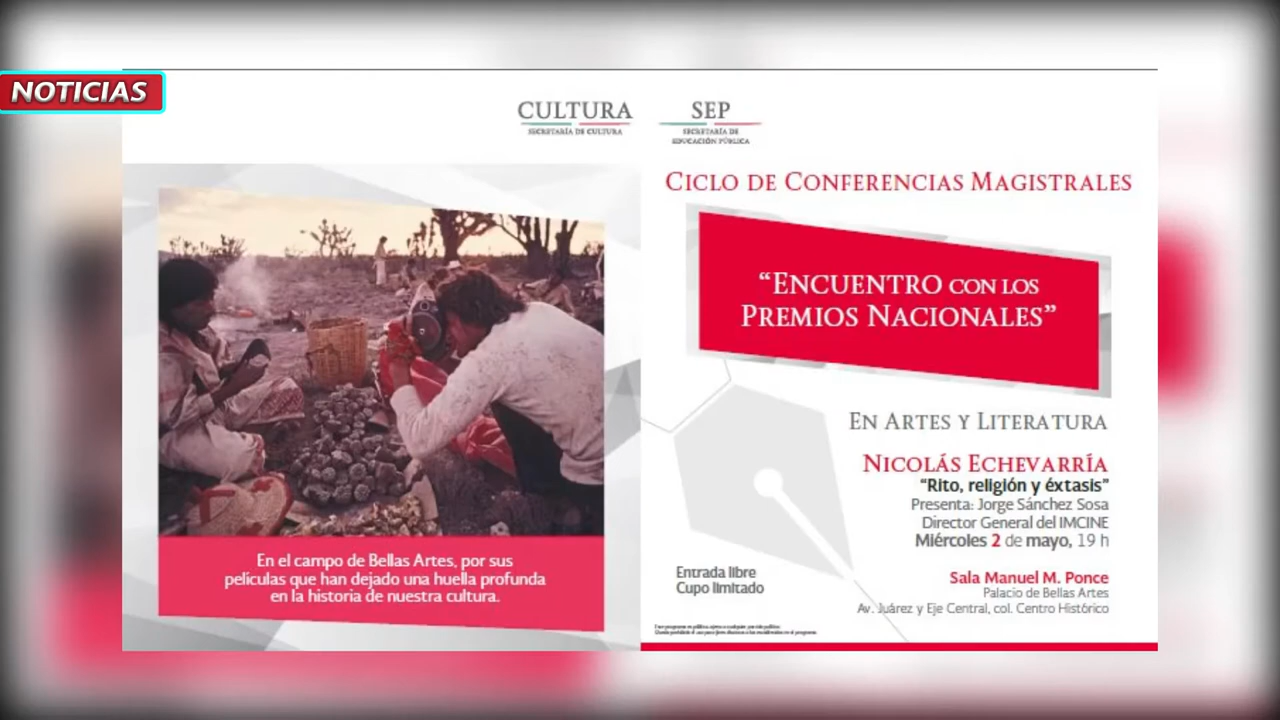 NOTICIAS
CULTURA
SECRETARÍA DE CULTURA
SEP
SECRETARÍA DE
EDUCACIÓN PÚBLICA
CICLO DE CONFERENCIAS MAGISTRALES
“ENCUENTRO CON LOS
PREMIOS NACIONALES”
EN ARTES Y LITERATURA
NICOLÁS ECHEVARRÍA
“Rito, religión y éxtasis”
Presenta: Jorge Sánchez Sosa
Director General del IMCINE
Miércoles 2 de mayo, 19 h
Entrada libre
Cupo limitado
Sala Manuel M. Ponce
Palacio de Bellas Artes
Av. Juárez y Eje Central, col. Centro Histórico
En el campo de Bellas Artes, por sus
películas que han dejado una huella profunda
en la historia de nuestra cultura.